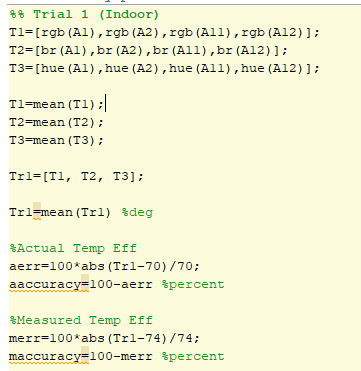 %% Trial 1 (Indoor)
T1=[rgb(A1),rgb(A2),rgb(A11),rgb(A12)];
T2=[br(A1),br(A2),br(A11),br(A12)];
T3=[hue(A1),hue(A2),hue(A11),hue(A12)];
T1=mean(T1);
T2=mean(T2);
T3=mean(T3);
Tr1=[T1, T2, T3];
Tr1=mean(Tr1) %deg
%Actual Temp Eff
aerr=100*abs(Tr1-70)/70;
aaccuracy=100-aerr %percent
%Measured Temp Eff
merr=100*abs(Tr1-74)/74;
maccuracy=100-merr %percent